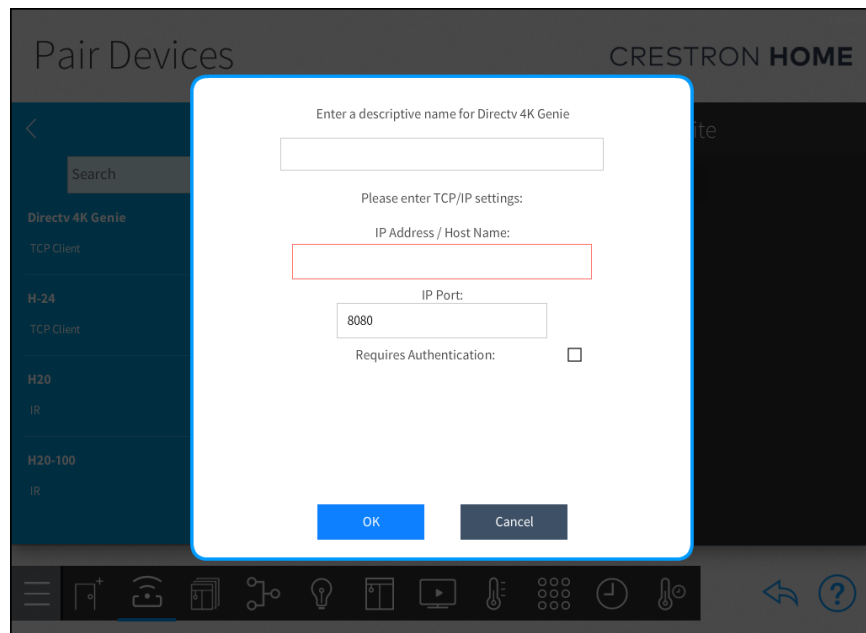 Pair Devices
CRESTRON HOME
Enter a descriptive name for Directv 4K Genie
ite
Search
Please enter TCP/IP settings:
Directv 4K Genie
IP Address / Host Name:
TCP Client
H-24
IP Port:
8080
TCP Client
Requires Authentication:
H20
IR
H20-100
IR
OK
Cancel
?